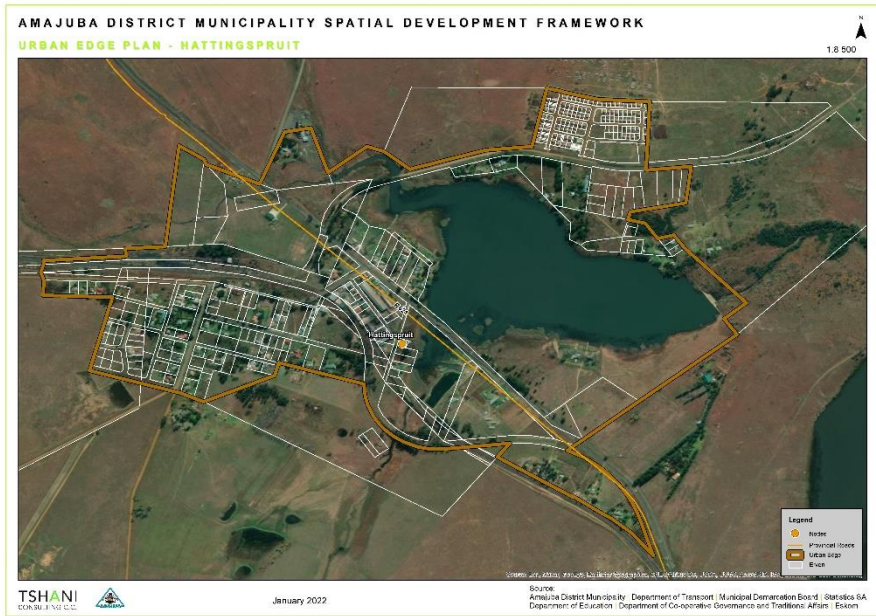 AMAJUBA DISTRICT MUNICIPALITY SPATIAL DEVELOPMENT FRAMEWORK
URBAN EDGE PLAN - HATTINGSPRUIT
N
1:8 500
Hattingspruit
Legend
Nodes
Provincial Roads
Urban Edge
Erven
TSHANI
CONSULTING C.C.
January 2022
Source:
Amajuba District Municipality | Department of Transport | Municipal Demarcation Board | Statistics SA
Department of Education | Department of Co-operative Governance and Traditional Affairs | Eskom